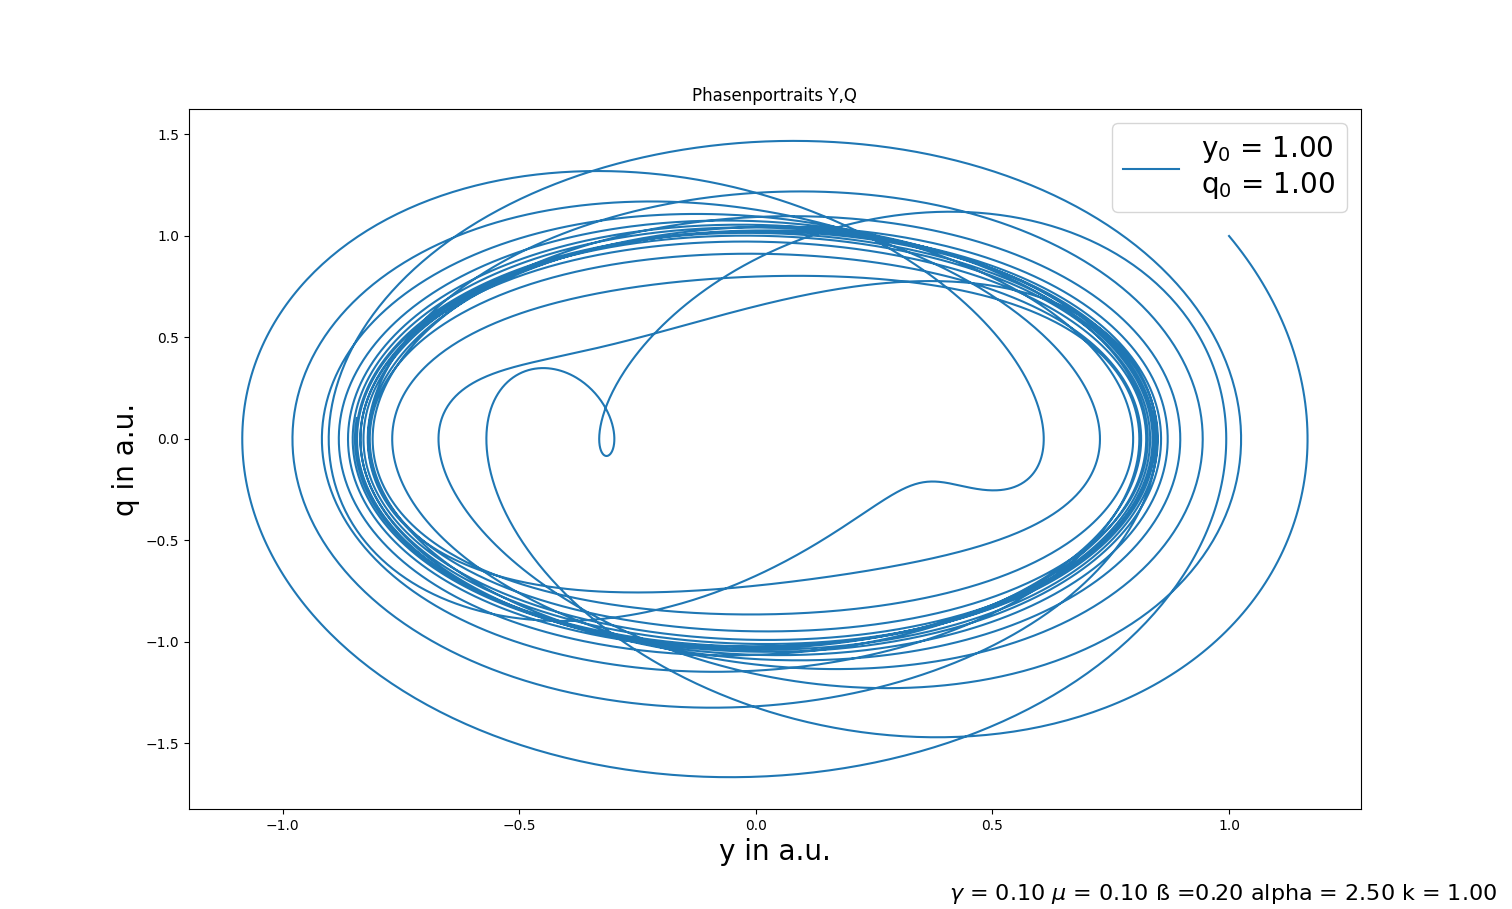 Phasenportraits Y,Q
y₀ = 1.00
q₀ = 1.00
1.5
1.0
0.5
0.0
−0.5
−1.0
−1.5
q in a.u.
−1.0 −0.5 0.0 0.5 1.0
y in a.u.
γ = 0.10 μ = 0.10 ß =0.20 alpha = 2.50 k = 1.00